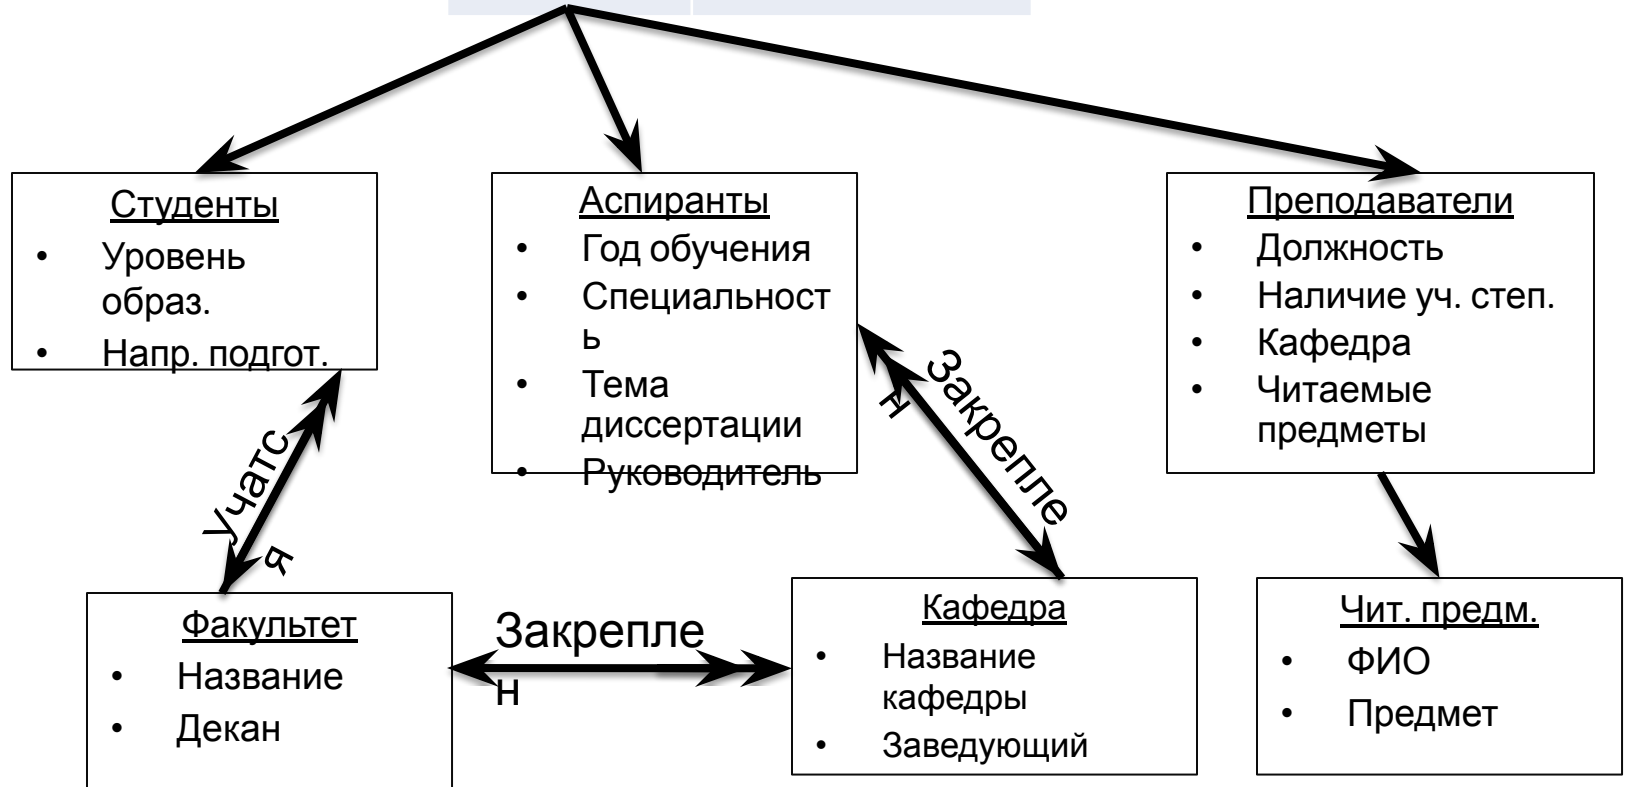 Студенты
• Уровень
образ.
• Напр. подгот.
Аспиранты
• Год обучения
• Специальност
ь
• Тема
диссертации
• Руководитель
Преподаватели
• Должность
• Наличие уч. степ.
• Кафедра
• Читаемые
предметы
Учатс
я
Закрепле
н
Факультет
• Название
• Декан
Закрепле
н
Кафедра
• Название
кафедры
• Заведующий
Чит. предм.
• ФИО
• Предмет